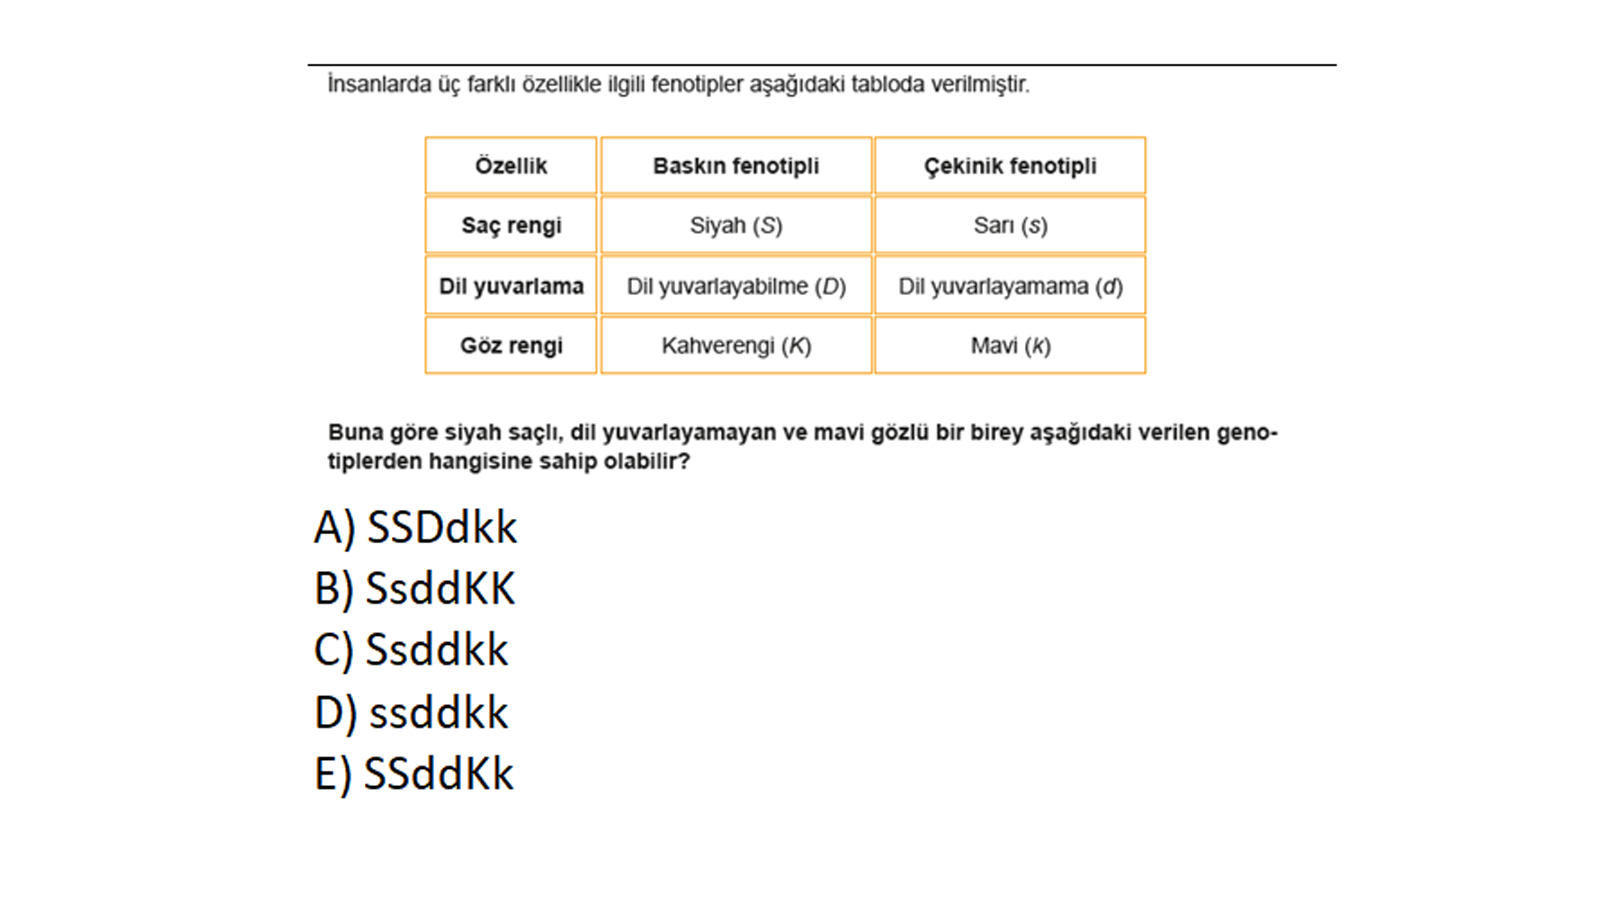 İnsanlarda üç farklı özellikle ilgili fenotipler aşağıdaki tabloda verilmiştir.
Özellik Baskın fenotipli Çekinik fenotipli
Saç rengi Siyah (S) Sarı (s)
Dil yuvarlama Dil yuvarlayabilme (D) Dil yuvarlayamama (d)
Göz rengi Kahverengi (K) Mavi (k)
Buna göre siyah saçlı, dil yuvarlayamayan ve mavi gözlü bir birey aşağıdaki verilen geno-
tiplerden hangisine sahip olabilir?
A) SSDdkk
B) SsddKK
C) Ssddkk
D) ssddkk
E) SSddKk